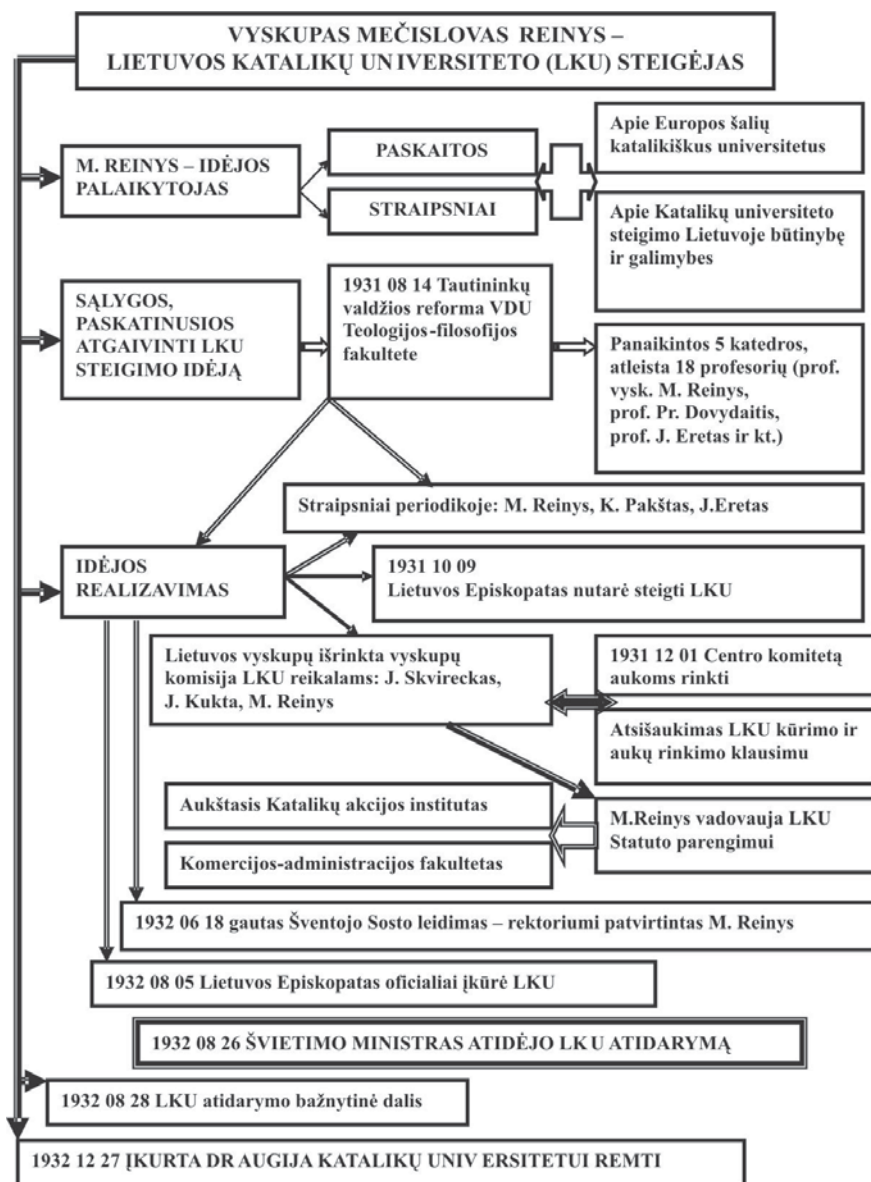 VYSKUPAS MEČISLOVAS REINYS –
LIETUVOS KATALIKŲ UNIVERSITETO (LKU) STEIGĖJAS
M. REINYS – IDĖJOS
PALAIKYTOJAS
PASKAITOS
STRAIPSNIAI
Apie Europos šalių
katalikiškus universitetus
Apie Katalikų universiteto
steigimo Lietuvoje būtinybę
ir galimybes
SĄLYGOS,
PASKATINUSIOS
ATGAIVINTI LKU
STEIGIMO IDĖJĄ
1931 08 14 Tautininkų
valdžios reforma VDU
Teologijos-filosofijos
fakultete
Panaikintos 5 katedros,
atleista 18 profesorių (prof.
vysk. M. Reinys,
prof. Pr. Dovydaitis,
prof. J. Eretas ir kt.)
Straipsniai periodikoje: M. Reinys, K. Pakštas, J.Eretas
IDĖJOS
REALIZAVIMAS
1931 10 09
Lietuvos Episkopatas nutarė steigti LKU
Lietuvos vyskupų išrinkta vyskupų
komisija LKU reikalams: J. Skvireckas,
J. Kukta, M. Reinys
1931 12 01 Centro komitetą
aukoms rinkti
Atsišaukimas LKU kūrimo ir
aukų rinkimo klausimu
Aukštasis Katalikų akcijos institutas
Komercijos-administracijos fakultetas
M.Reinys vadovauja LKU
Statuto parengimui
1932 06 18 gautas Šventojo Sosto leidimas – rektoriumi patvirtintas M. Reinys
1932 08 05 Lietuvos Episkopatas oficialiai įkūrė LKU
1932 08 26 ŠVIETIMO MINISTRAS ATIDĖJO LKU ATIDARYMĄ
1932 08 28 LKU atidarymo bažnytinė dalis
1932 12 27 ĮKURTA DR AUGIJA KATALIKŲ UNIV ERSITETUI REMTI